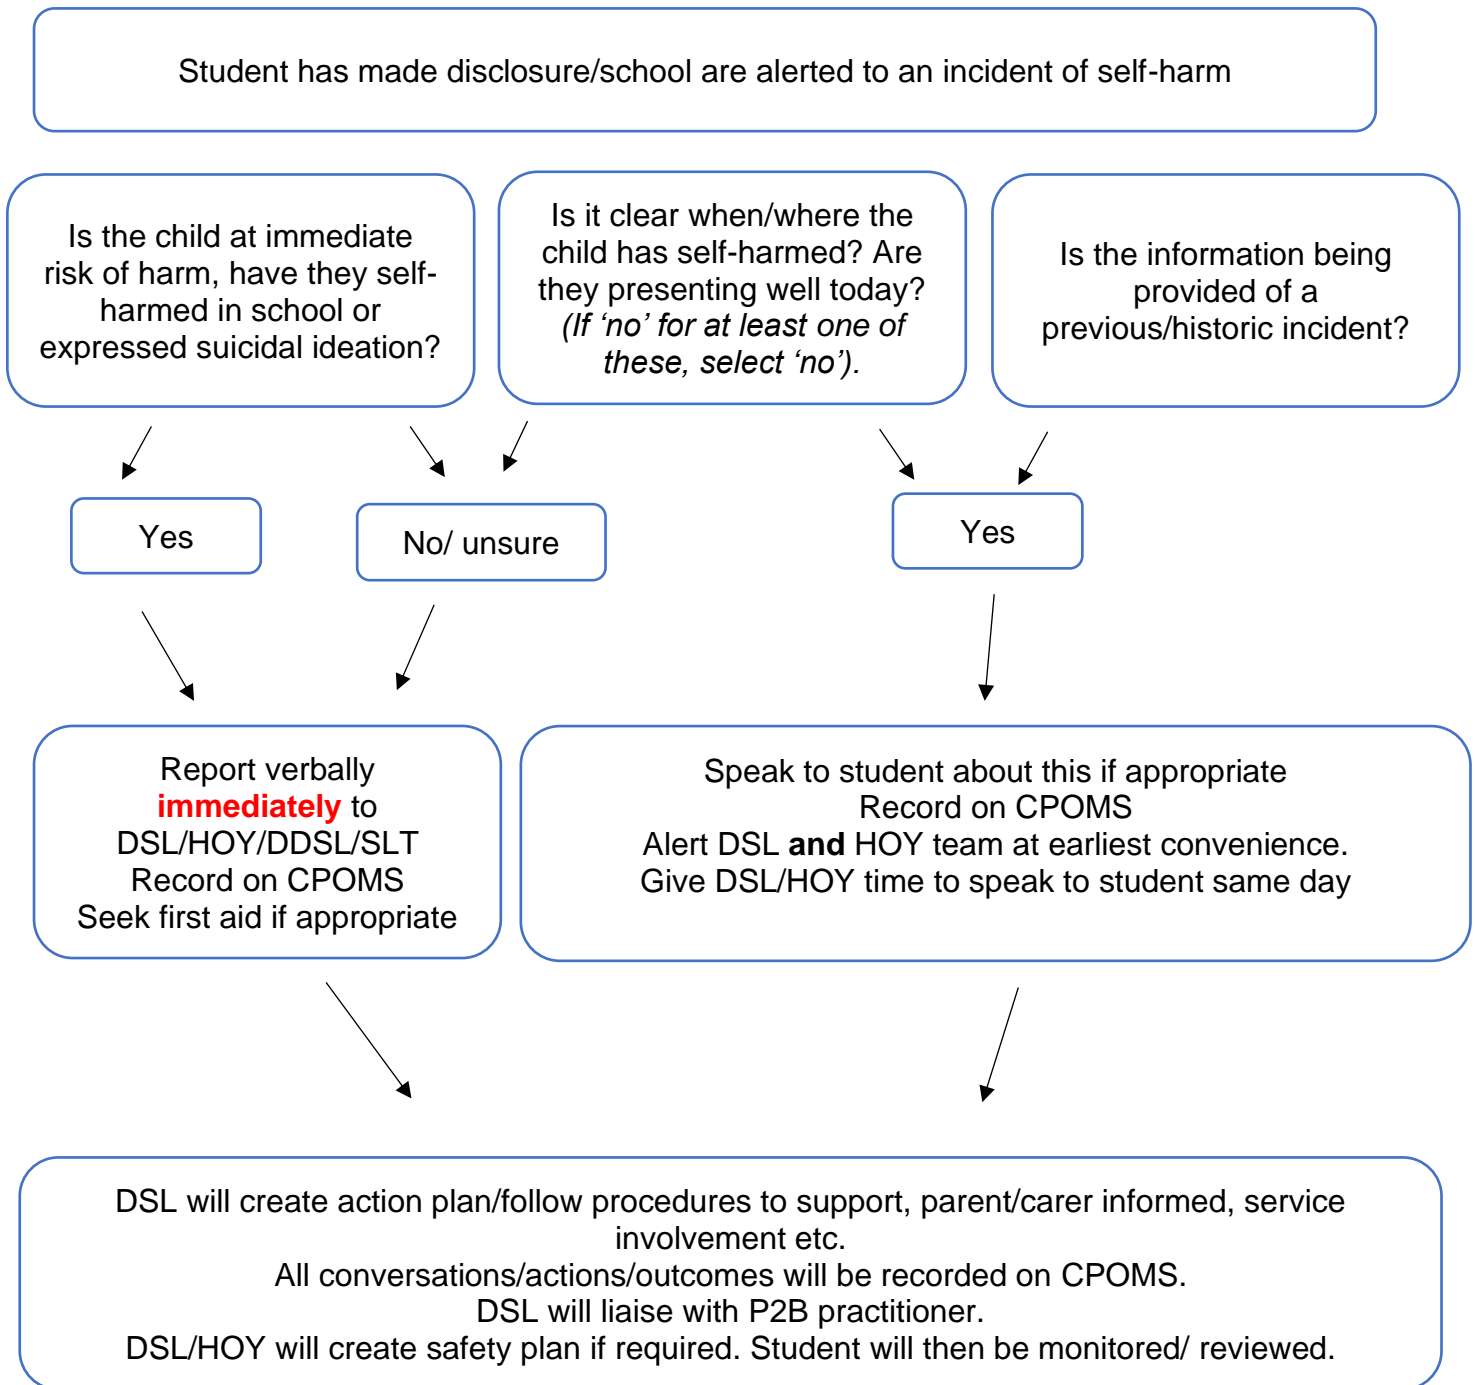 Student has made disclosure/school are alerted to an incident of self-harm
Is the child at immediate
risk of harm, have they self-
harmed in school or
expressed suicidal ideation?
Is it clear when/where the
child has self-harmed? Are
they presenting well today?
(If ‘no’ for at least one of
these, select ‘no’).
Is the information being
provided of a
previous/historic incident?
Yes
No/ unsure
Yes
Report verbally
immediately to
DSL/HOY/DDSL/SLT
Record on CPOMS
Seek first aid if appropriate
Speak to student about this if appropriate
Record on CPOMS
Alert DSL and HOY team at earliest convenience.
Give DSL/HOY time to speak to student same day
DSL will create action plan/follow procedures to support, parent/carer informed, service
involvement etc.
All conversations/actions/outcomes will be recorded on CPOMS.
DSL will liaise with P2B practitioner.
DSL/HOY will create safety plan if required. Student will then be monitored/ reviewed.